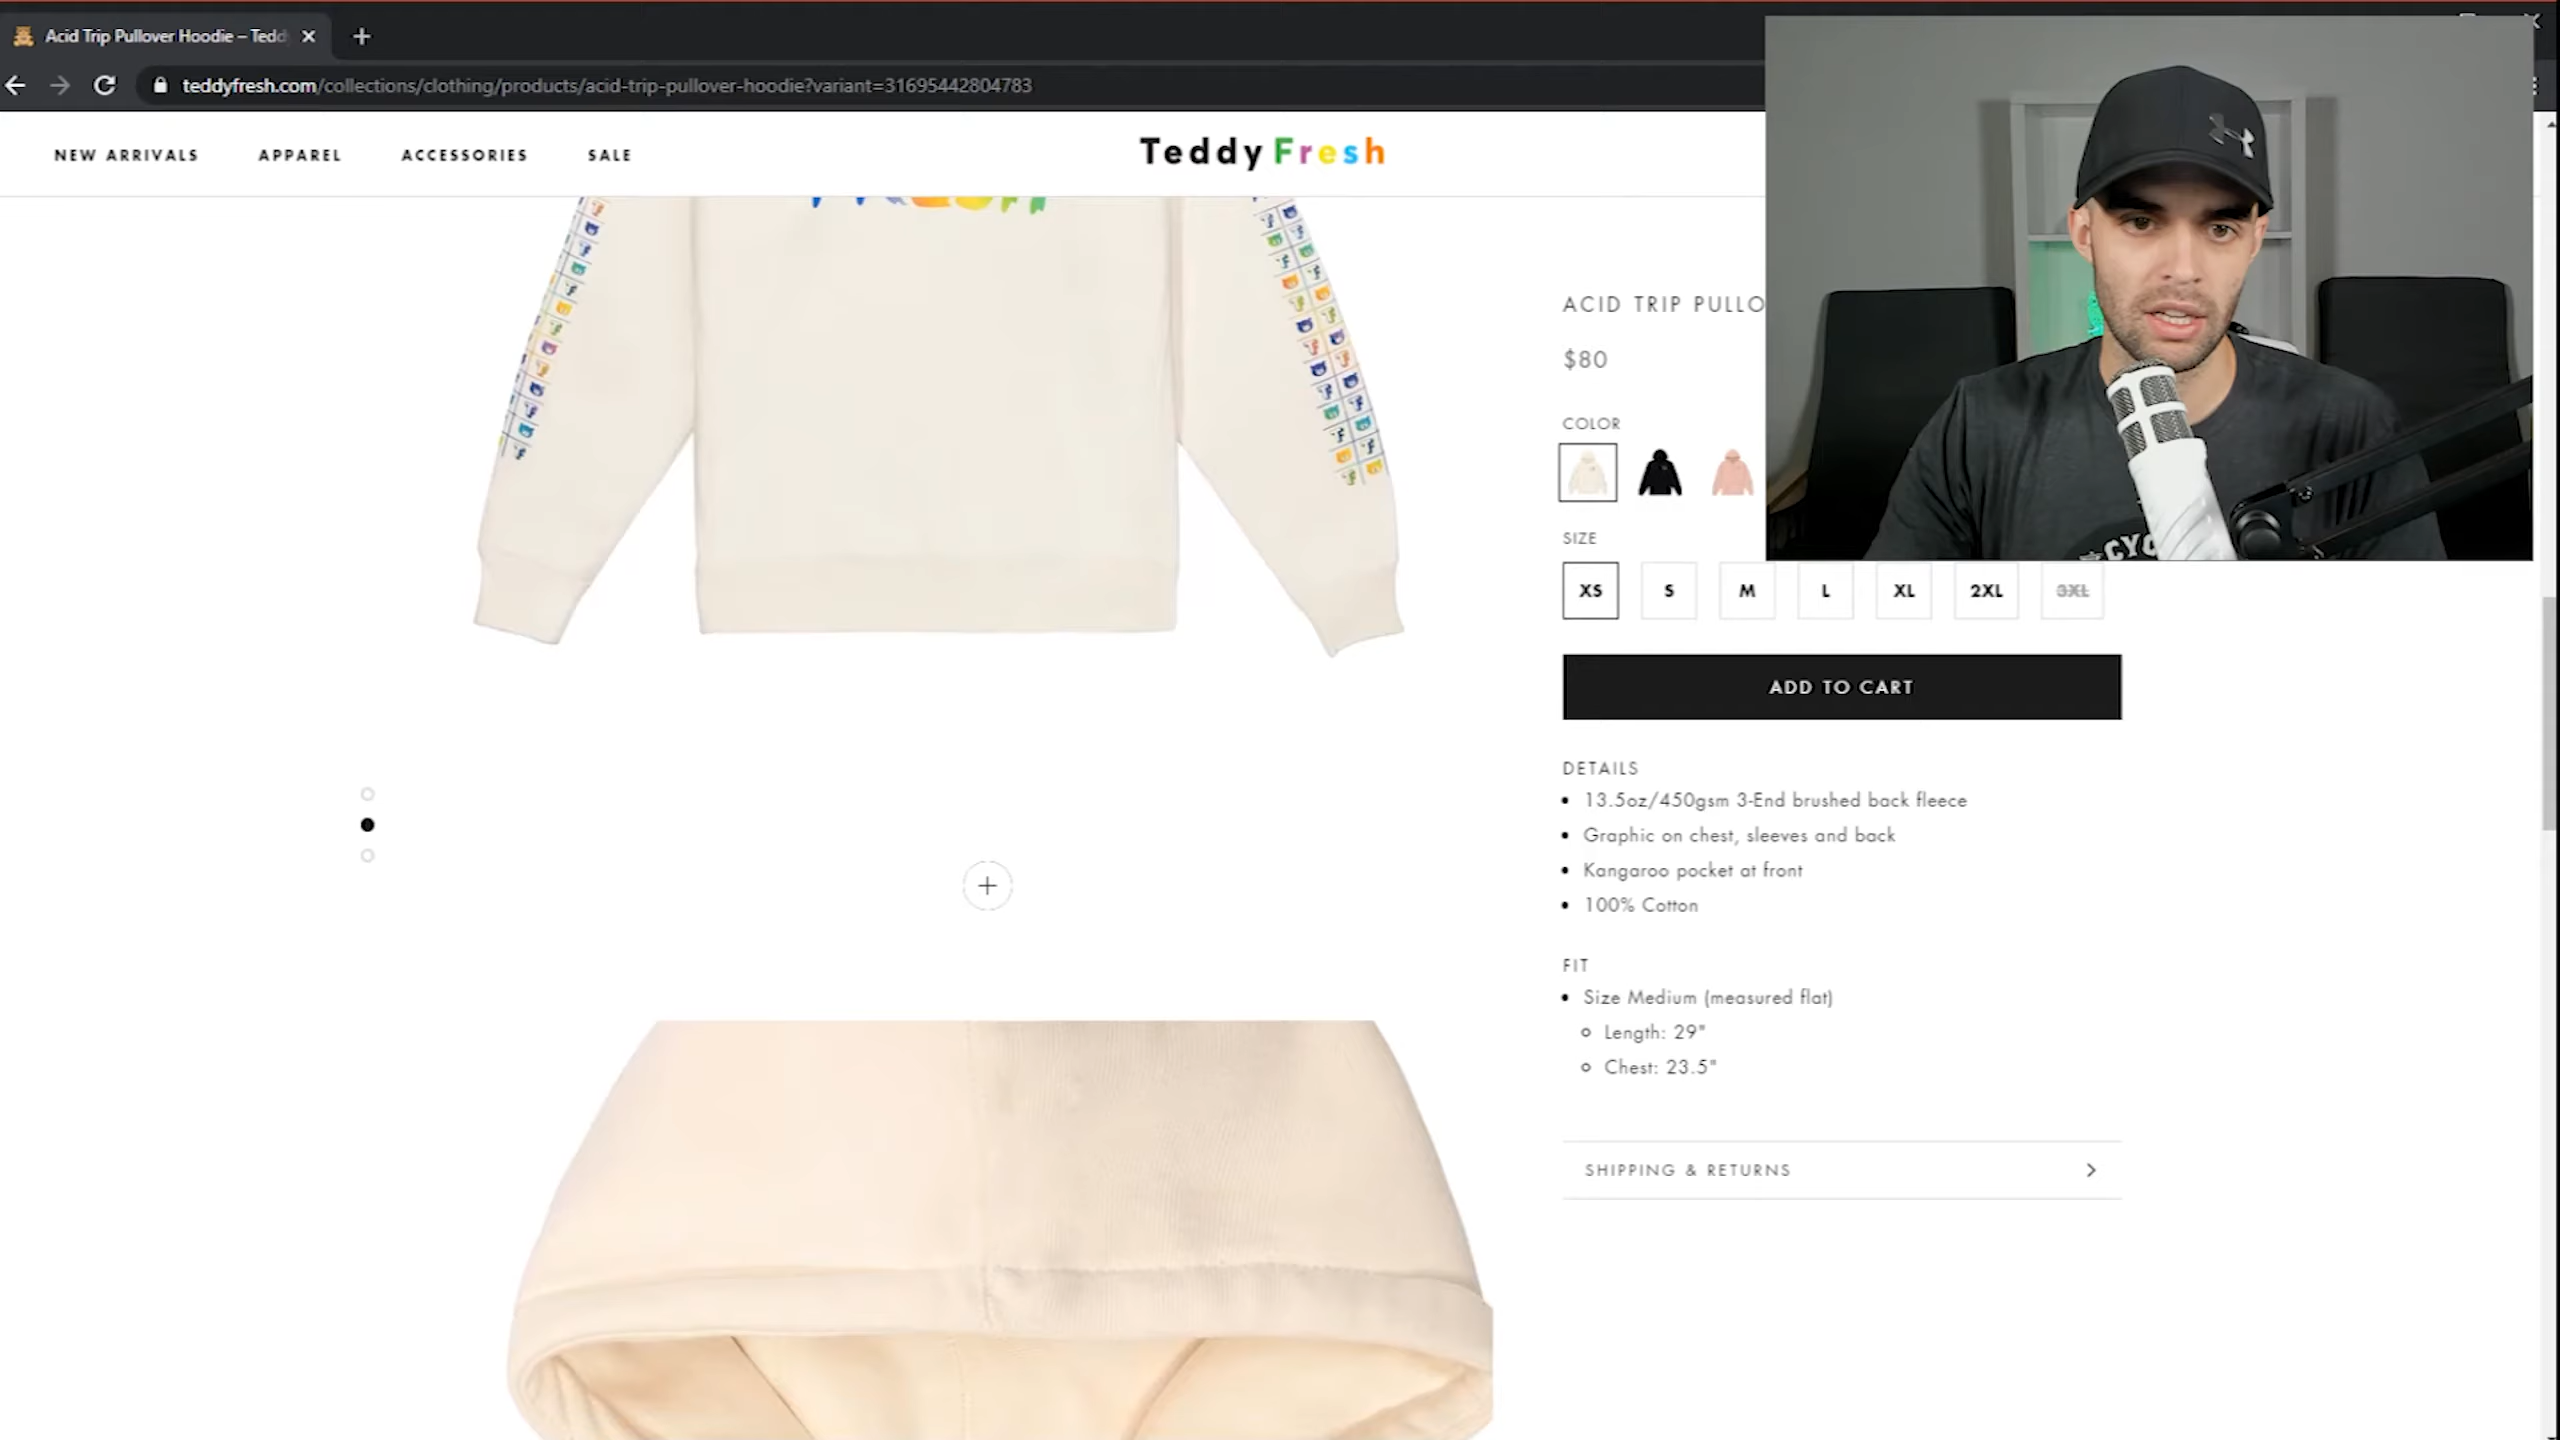 Acid Trip Pullover Hoodie – Tedd
teddyfresh.com/collections/clothing/products/acid-trip-pullover-hoodie?variant=31695442804783
NEW ARRIVALS
APPAREL
ACCESSORIES
SALE
Teddy Fresh
ACID TRIP PULLO
$80
COLOR
SIZE
XS
S
M
L
XL
2XL
3XL
ADD TO CART
DETAILS
13.5oz/450gsm 3-End brushed back fleece
Graphic on chest, sleeves and back
Kangaroo pocket at front
100% Cotton
FIT
Size Medium (measured flat)
Length: 29"
Chest: 23.5"
SHIPPING & RETURNS